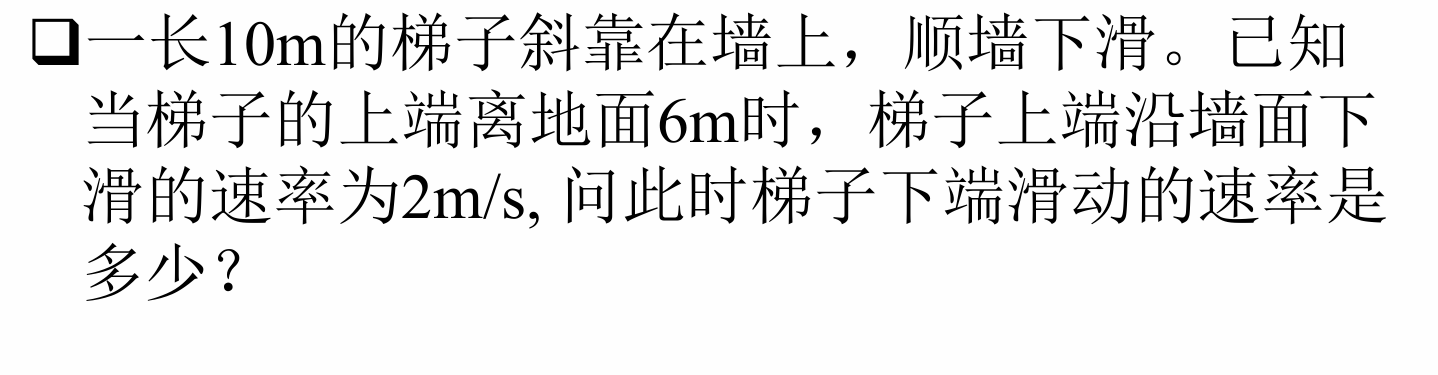 ❑一长10m的梯子斜靠在墙上，顺墙下滑。已知
当梯子的上端离地面6m时，梯子上端沿墙面下
滑的速率为2m/s, 问此时梯子下端滑动的速率是
多少？